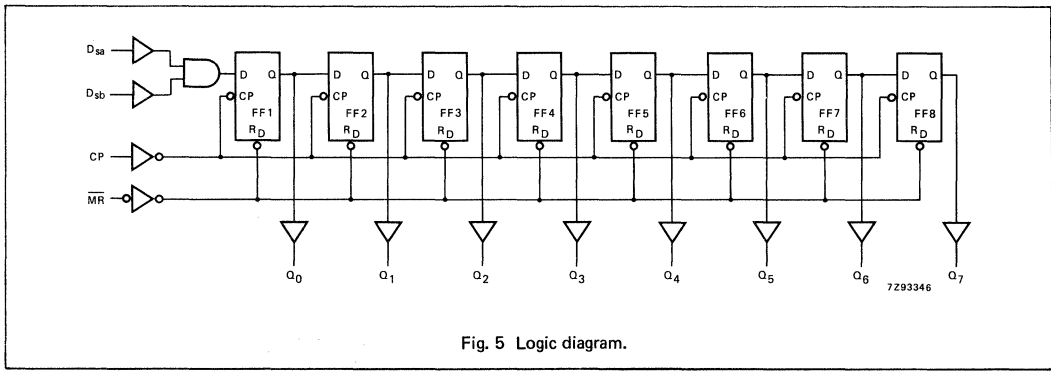 Dsa
Dsb
D Q D Q D Q D Q D Q D Q D Q D Q
CP CP CP CP CP CP CP CP
FF1 FF2 FF3 FF4 FF5 FF6 FF7 FF8
RD RD RD RD RD RD RD RD
CP
MR
Q0 Q1 Q2 Q3 Q4 Q5 Q6 Q7
7Z93346
Fig. 5 Logic diagram.